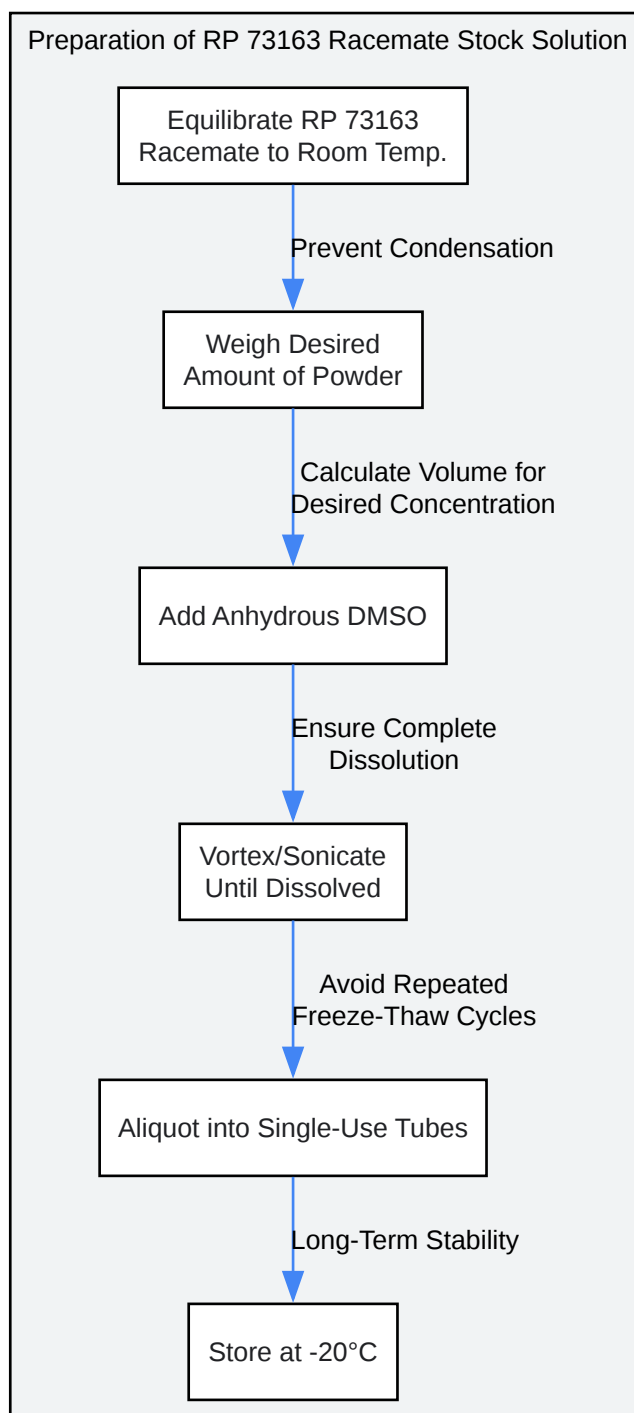 Preparation of RP 73163 Racemate Stock Solution
Equilibrate RP 73163
Racemate to Room Temp.
Prevent Condensation
Weigh Desired
Amount of Powder
Calculate Volume for
Desired Concentration
Add Anhydrous DMSO
Ensure Complete
Dissolution
Vortex/Sonicate
Until Dissolved
Avoid Repeated
Freeze-Thaw Cycles
Aliquot into Single-Use Tubes
Long-Term Stability
Store at -20°C